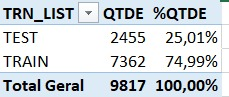 TRN_LIST QTDE %QTDE
TEST 2455 25,01%
TRAIN 7362 74,99%
Total Geral 9817 100,00%